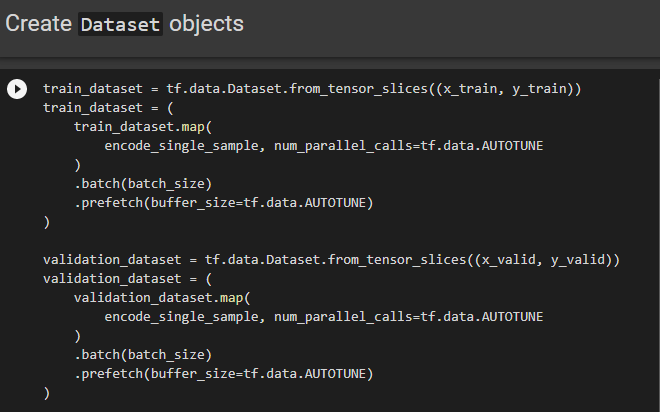 Create Dataset objects
train_dataset = tf.data.Dataset.from_tensor_slices((x_train, y_train))
train_dataset = (
    train_dataset.map(
        encode_single_sample, num_parallel_calls=tf.data.AUTOTUNE
    )
    .batch(batch_size)
    .prefetch(buffer_size=tf.data.AUTOTUNE)
)

validation_dataset = tf.data.Dataset.from_tensor_slices((x_valid, y_valid))
validation_dataset = (
    validation_dataset.map(
        encode_single_sample, num_parallel_calls=tf.data.AUTOTUNE
    )
    .batch(batch_size)
    .prefetch(buffer_size=tf.data.AUTOTUNE)
)